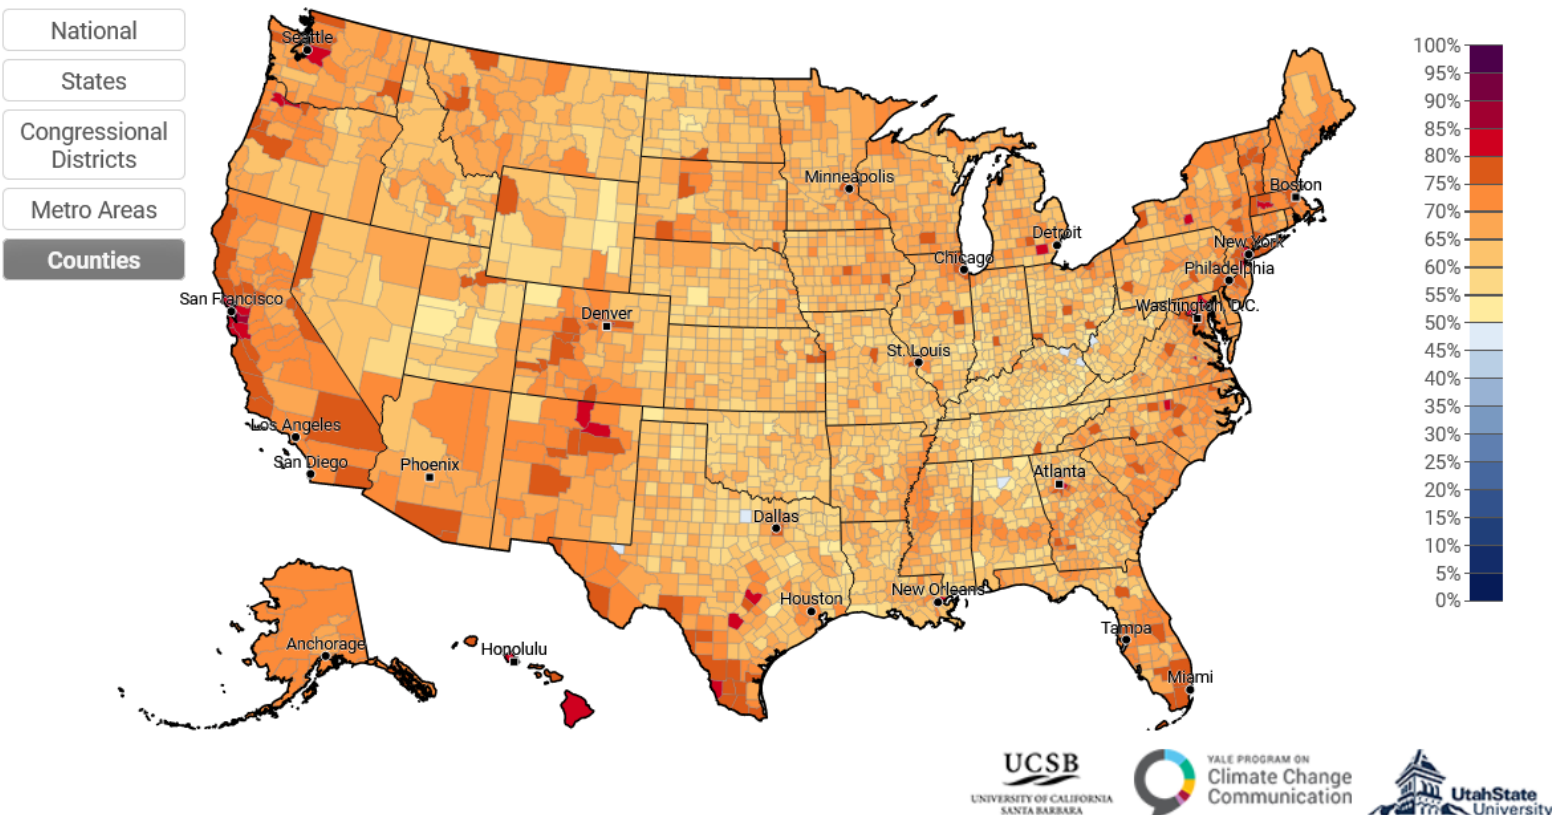 National
States
Congressional
Districts
Metro Areas
Counties
Seattle
Minneapolis
Boston
Detroit
New York
Chicago
Philadelphia
San Francisco
Washington, D.C.
Denver
St. Louis
Los Angeles
San Diego
Phoenix
Atlanta
Dallas
New Orleans
Houston
Tampa
Anchorage
Honolulu
Miami
100%
95%
90%
85%
80%
75%
70%
65%
60%
55%
50%
45%
40%
35%
30%
25%
20%
15%
10%
5%
0%
UCSB
UNIVERSITY OF CALIFORNIA
SANTA BARBARA
YALE PROGRAM ON
Climate Change
Communication
UtahState
University